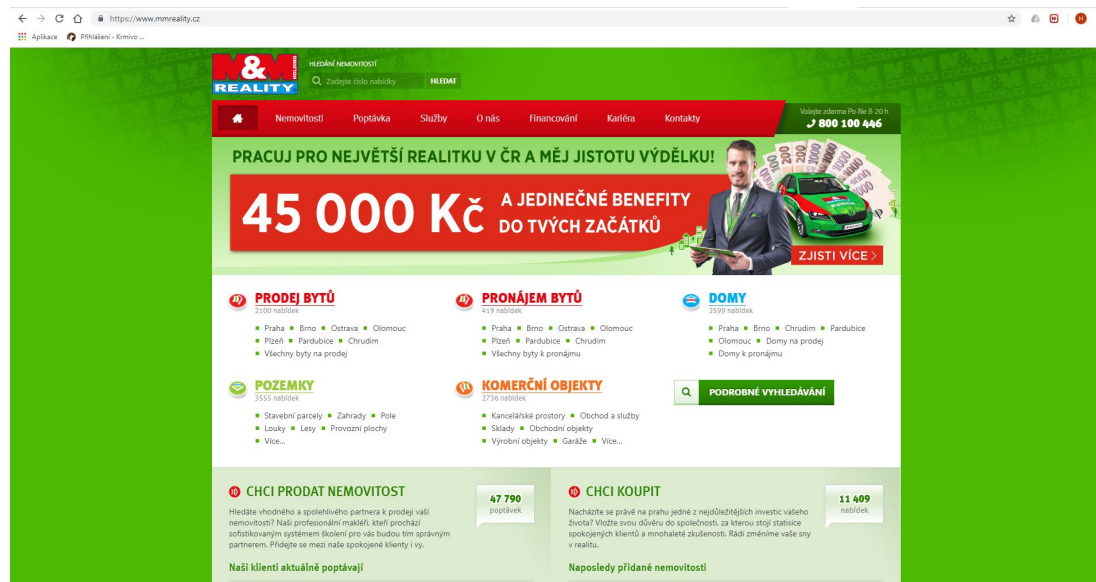 https://www.mmreality.cz
Aplikace Přihlášení - Krmivo ...
H
M&M
HOLDING
REALITY
HLEDÁNÍ NEMOVITOSTÍ
Zadejte číslo nabídky HLEDAT
Nemovitosti Poptávka Služby O nás Financování Kariéra Kontakty
Volejte zdarma Po-Ne 8-20 h
800 100 446
PRACUJ PRO NEJVĚTŠÍ REALITKU V ČR A MĚJ JISTOTU VÝDĚLKU!
45 000 Kč
A JEDINEČNÉ BENEFITY
DO TVÝCH ZAČÁTKŮ
ZJISTI VÍCE >
PRODEJ BYTŮ
2100 nabídek
Praha Brno Ostrava Olomouc
Plzeň Pardubice Chrudim
Všechny byty na prodej
PRONÁJEM BYTŮ
419 nabídek
Praha Brno Ostrava Olomouc
Plzeň Pardubice Chrudim
Všechny byty k pronájmu
DOMY
2599 nabídek
Praha Brno Chrudim Pardubice
Olomouc Domy na prodej
Domy k pronájmu
POZEMKY
3555 nabídek
Stavební parcely Zahrady Pole
Louky Lesy Provozní plochy
Více...
KOMERČNÍ OBJEKTY
2736 nabídek
Kancelářské prostory Obchod a služby
Sklady Obchodní objekty
Výrobní objekty Garáže Více...
PODROBNÉ VYHLEDÁVÁNÍ
CHCI PRODAT NEMOVITOST
47 790
poptávek
Hledáte vhodného a spolehlivého partnera k prodeji vaší
nemovitosti? Naši profesionální makléři, kteří prochází
sofistikovaným systémem školení pro vás budou tím správným
partnerem. Přidejte se mezi naše spokojené klienty i vy.
Naši klienti aktuálně poptávají
CHCI KOUPIT
11 409
nabídek
Nacházíte se právě na prahu jedné z nejdůležitějších investic vašeho
života? Vložte svou důvěru do společnosti, za kterou stojí statisíce
spokojených klientů a mnohaleté zkušenosti. Rádi změníme vaše sny
v realitu.
Naposledy přidané nemovitosti